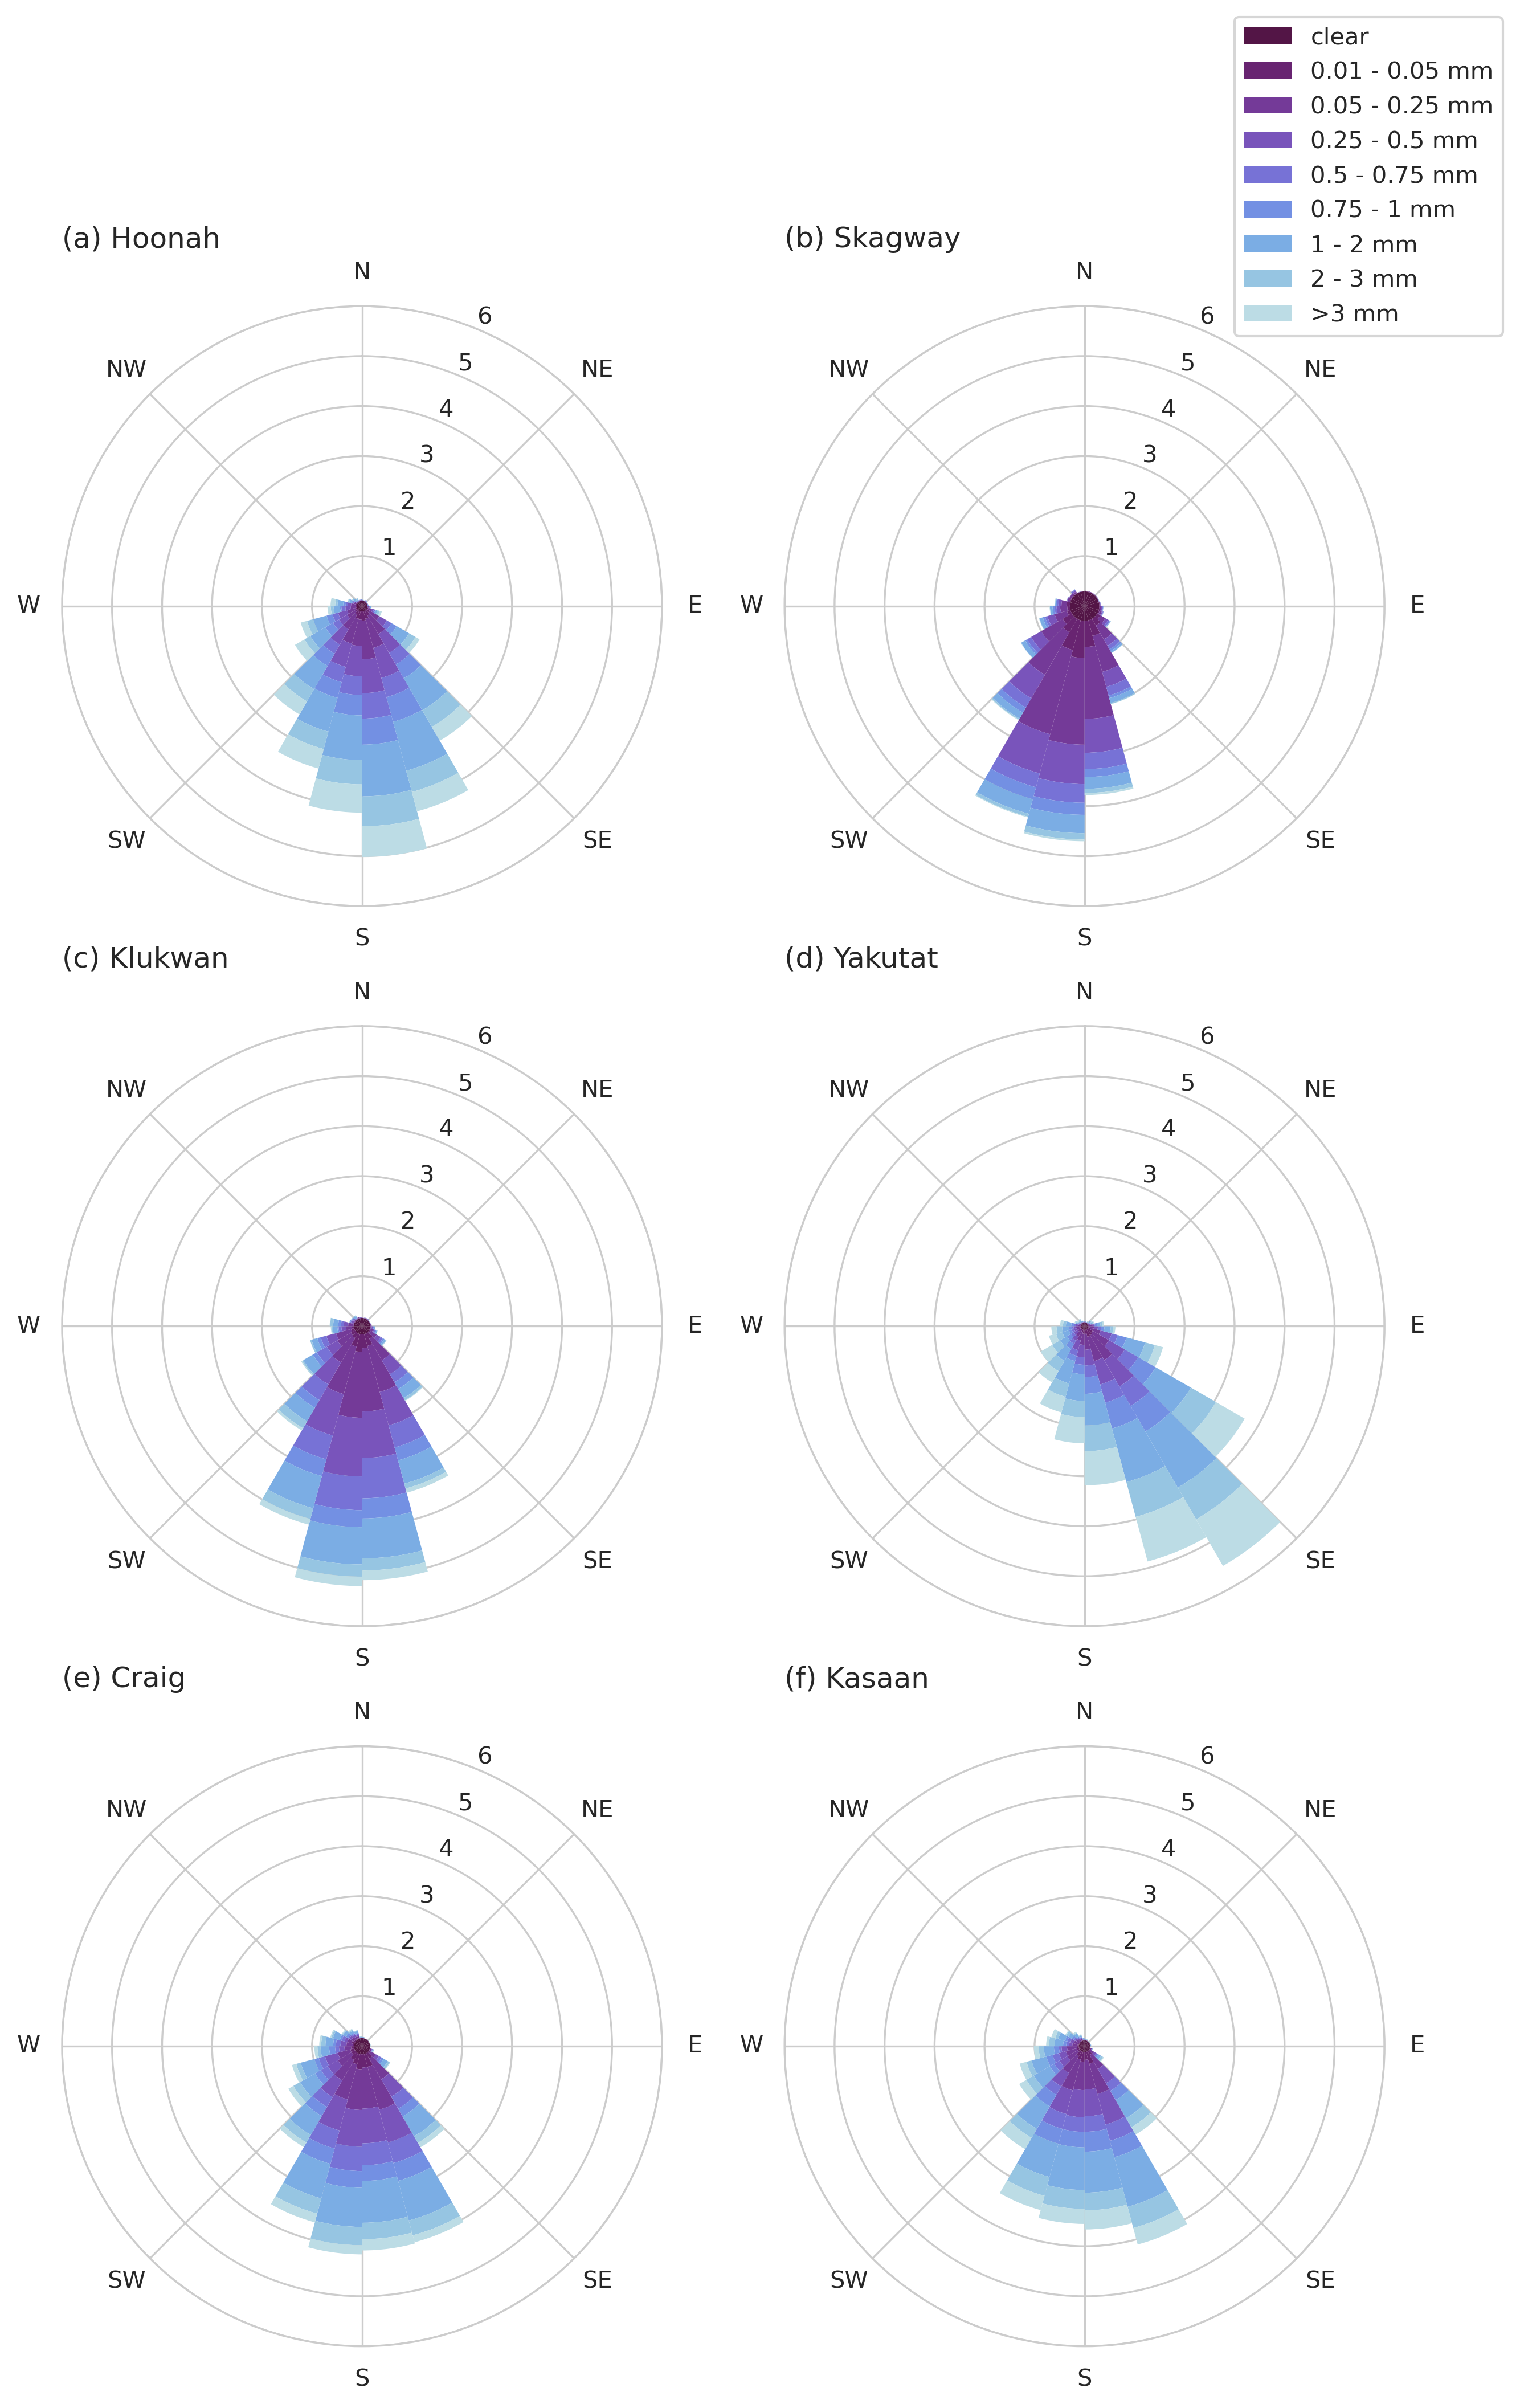 clear
0.01 - 0.05 mm
0.05 - 0.25 mm
0.25 - 0.5 mm
0.5 - 0.75 mm
0.75 - 1 mm
1 - 2 mm
2 - 3 mm
>3 mm
(a) Hoonah
N
NE
E
SE
S
SW
W
NW
1
2
3
4
5
6
(b) Skagway
N
NE
E
SE
S
SW
W
NW
1
2
3
4
5
6
(c) Klukwan
N
NE
E
SE
S
SW
W
NW
1
2
3
4
5
6
(d) Yakutat
N
NE
E
SE
S
SW
W
NW
1
2
3
4
5
6
(e) Craig
N
NE
E
SE
S
SW
W
NW
1
2
3
4
5
6
(f) Kasaan
N
NE
E
SE
S
SW
W
NW
1
2
3
4
5
6